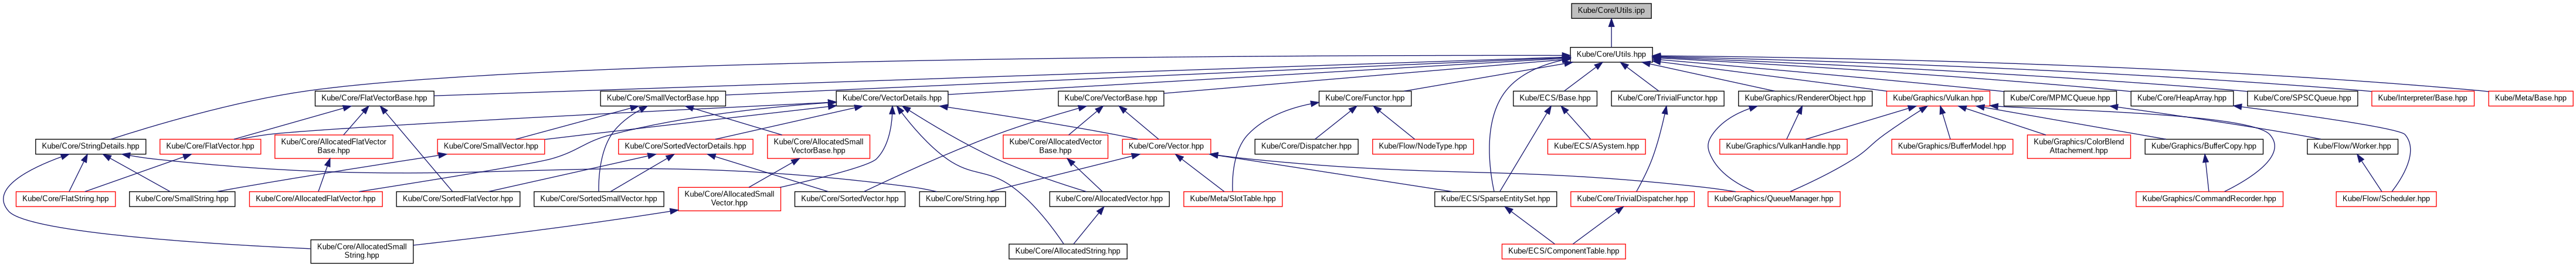 Kube/Core/Utils.ipp
Kube/Core/Utils.hpp
Kube/Core/FlatVectorBase.hpp
Kube/Core/SmallVectorBase.hpp
Kube/Core/VectorDetails.hpp
Kube/Core/VectorBase.hpp
Kube/Core/Functor.hpp
Kube/ECS/Base.hpp
Kube/Core/TrivialFunctor.hpp
Kube/Graphics/RendererObject.hpp
Kube/Graphics/Vulkan.hpp
Kube/Core/MPMCQueue.hpp
Kube/Core/HeapArray.hpp
Kube/Core/SPSCQueue.hpp
Kube/Interpreter/Base.hpp
Kube/Meta/Base.hpp
Kube/Core/StringDetails.hpp
Kube/Core/FlatVector.hpp
Kube/Core/AllocatedFlatVector
Base.hpp
Kube/Core/SmallVector.hpp
Kube/Core/SortedVectorDetails.hpp
Kube/Core/AllocatedSmall
VectorBase.hpp
Kube/Core/AllocatedVector
Base.hpp
Kube/Core/Vector.hpp
Kube/Core/Dispatcher.hpp
Kube/Flow/NodeType.hpp
Kube/ECS/ASystem.hpp
Kube/Graphics/VulkanHandle.hpp
Kube/Graphics/BufferModel.hpp
Kube/Graphics/ColorBlend
Attachement.hpp
Kube/Graphics/BufferCopy.hpp
Kube/Flow/Worker.hpp
Kube/Core/FlatString.hpp
Kube/Core/SmallString.hpp
Kube/Core/AllocatedFlatVector.hpp
Kube/Core/SortedFlatVector.hpp
Kube/Core/SortedSmallVector.hpp
Kube/Core/AllocatedSmall
Vector.hpp
Kube/Core/SortedVector.hpp
Kube/Core/String.hpp
Kube/Core/AllocatedVector.hpp
Kube/Meta/SlotTable.hpp
Kube/ECS/SparseEntitySet.hpp
Kube/Core/TrivialDispatcher.hpp
Kube/Graphics/QueueManager.hpp
Kube/Graphics/CommandRecorder.hpp
Kube/Flow/Scheduler.hpp
Kube/Core/AllocatedSmall
String.hpp
Kube/Core/AllocatedString.hpp
Kube/ECS/ComponentTable.hpp